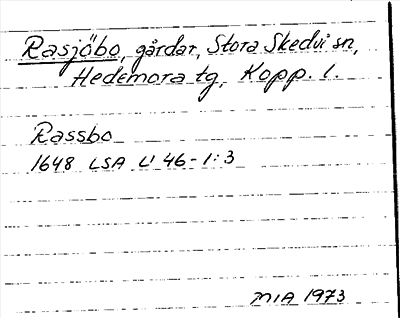 Rasjöbo, gårdar, Stora Skedvi sn,
Hedemora tg, Kopp. l.
Rassbo
1648 LSA U 46-1:3
MIA 1973